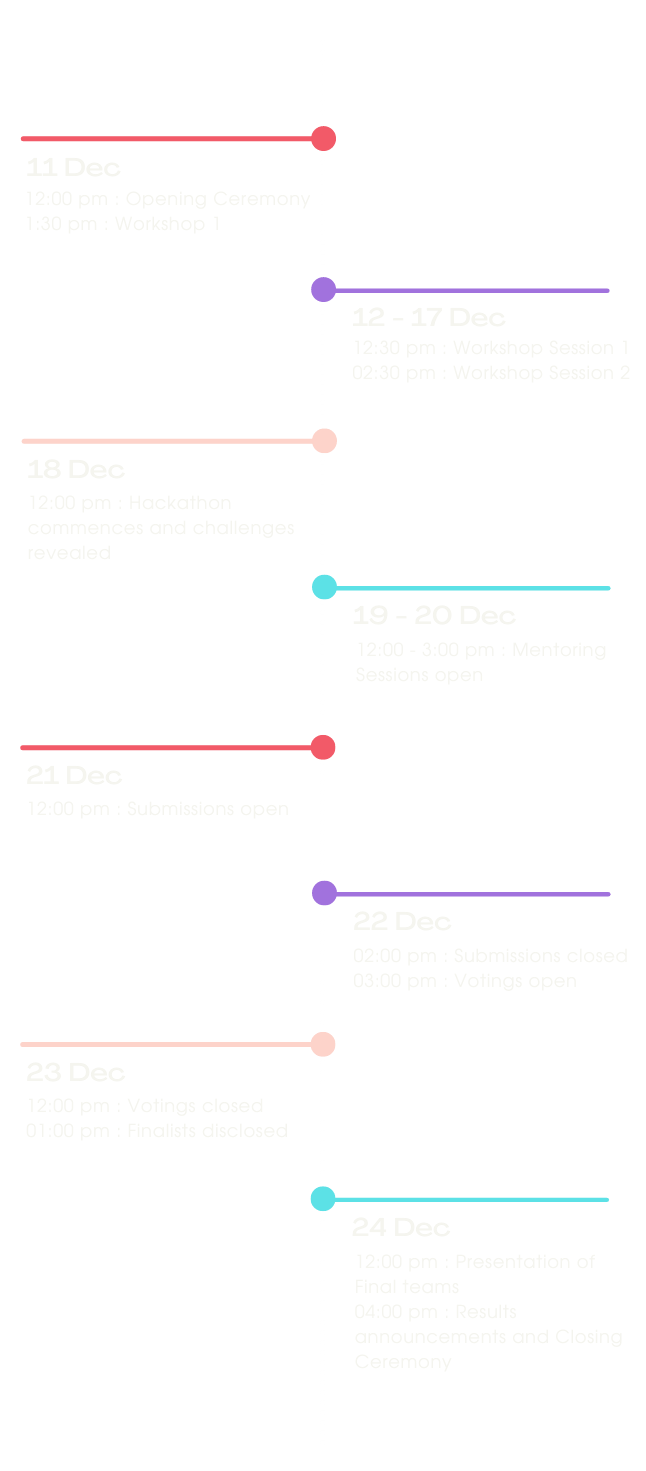 11 Dec
12:00 pm : Opening Ceremony
1:30 pm : Workshop 1
12 - 17 Dec
12:30 pm : Workshop Session 1
02:30 pm : Workshop Session 2
18 Dec
12:00 pm : Hackathon
commences and challenges
revealed
19 - 20 Dec
12:00 - 3:00 pm : Mentoring
Sessions open
21 Dec
12:00 pm : Submissions open
22 Dec
02:00 pm : Submissions closed
03:00 pm : Votings open
23 Dec
12:00 pm : Votings closed
01:00 pm : Finalists disclosed
24 Dec
12:00 pm : Presentation of
Final teams
04:00 pm : Results
announcements and Closing
Ceremony